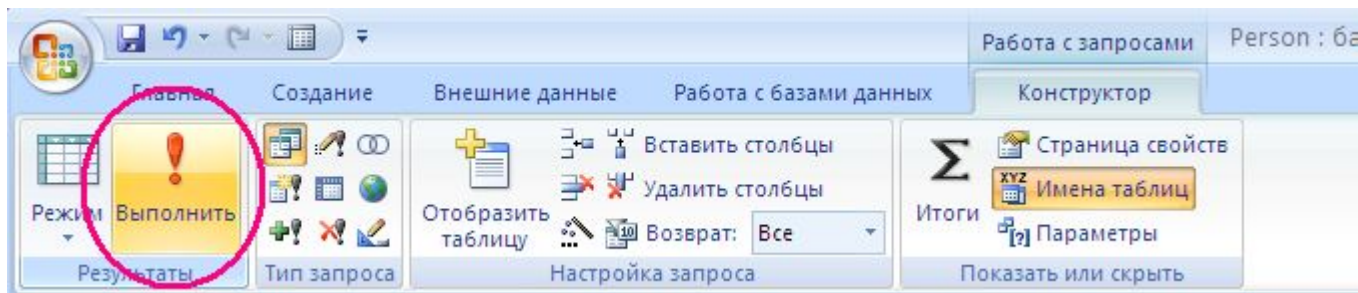 Работа с запросами
Person : ба
Главная
Создание
Внешние данные
Работа с базами данных
Конструктор
Режим
Выполнить
Результаты
Тип запроса
Отобразить
таблицу
Вставить столбцы
Удалить столбцы
Возврат: Все
Настройка запроса
Итоги
Страница свойств
XYZ
Имена таблиц
[?] Параметры
Показать или скрыть